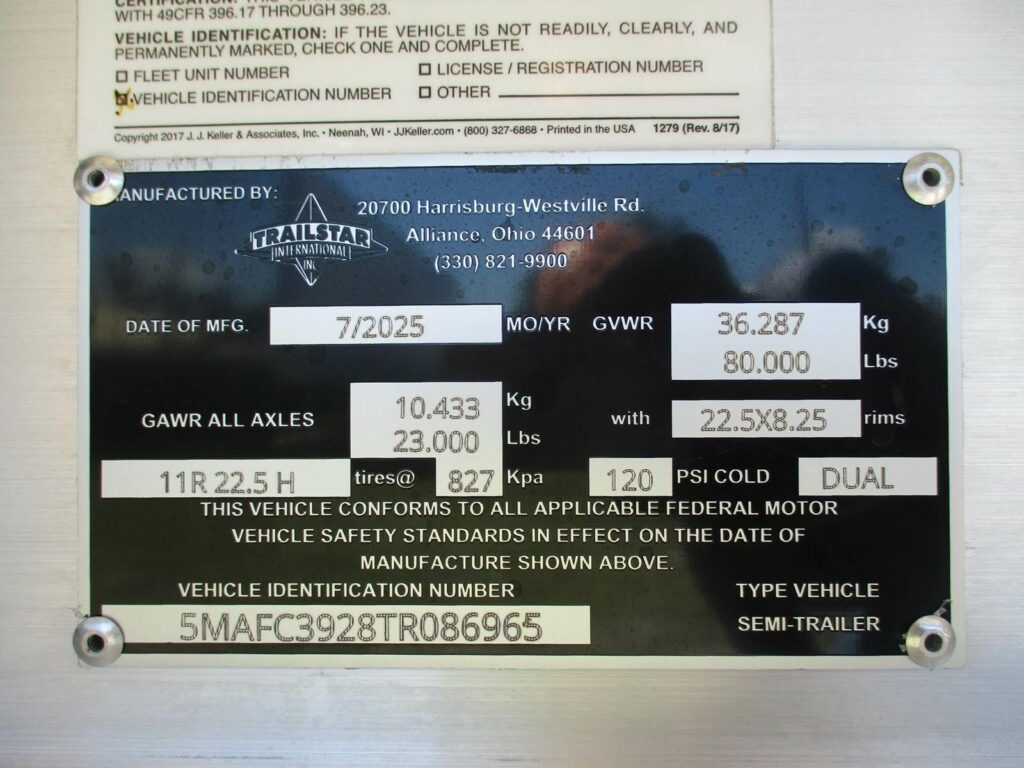 WITH 49CFR 396.17 THROUGH 396.23.
VEHICLE IDENTIFICATION: IF THE VEHICLE IS NOT READILY, CLEARLY, AND
PERMANENTLY MARKED, CHECK ONE AND COMPLETE.
FLEET UNIT NUMBER
LICENSE / REGISTRATION NUMBER
VEHICLE IDENTIFICATION NUMBER
OTHER
Copyright 2017 J. J. Keller & Associates, Inc. • Neenah, WI • JJKeller.com • (800) 327-6868 • Printed in the USA 1279 (Rev. 8/17)
MANUFACTURED BY:
TRAILSTAR
INTERNATIONAL
INC
20700 Harrisburg-Westville Rd.
Alliance, Ohio 44601
(330) 821-9900
DATE OF MFG. 7/2025 MO/YR GVWR 36.287 Kg
80.000 Lbs
GAWR ALL AXLES 10.433 Kg
23.000 Lbs
with 22.5X8.25 rims
11R 22.5 H tires@ 827 Kpa 120 PSI COLD DUAL
THIS VEHICLE CONFORMS TO ALL APPLICABLE FEDERAL MOTOR
VEHICLE SAFETY STANDARDS IN EFFECT ON THE DATE OF
MANUFACTURE SHOWN ABOVE.
VEHICLE IDENTIFICATION NUMBER
5MAFC3928TR086965
TYPE VEHICLE
SEMI-TRAILER